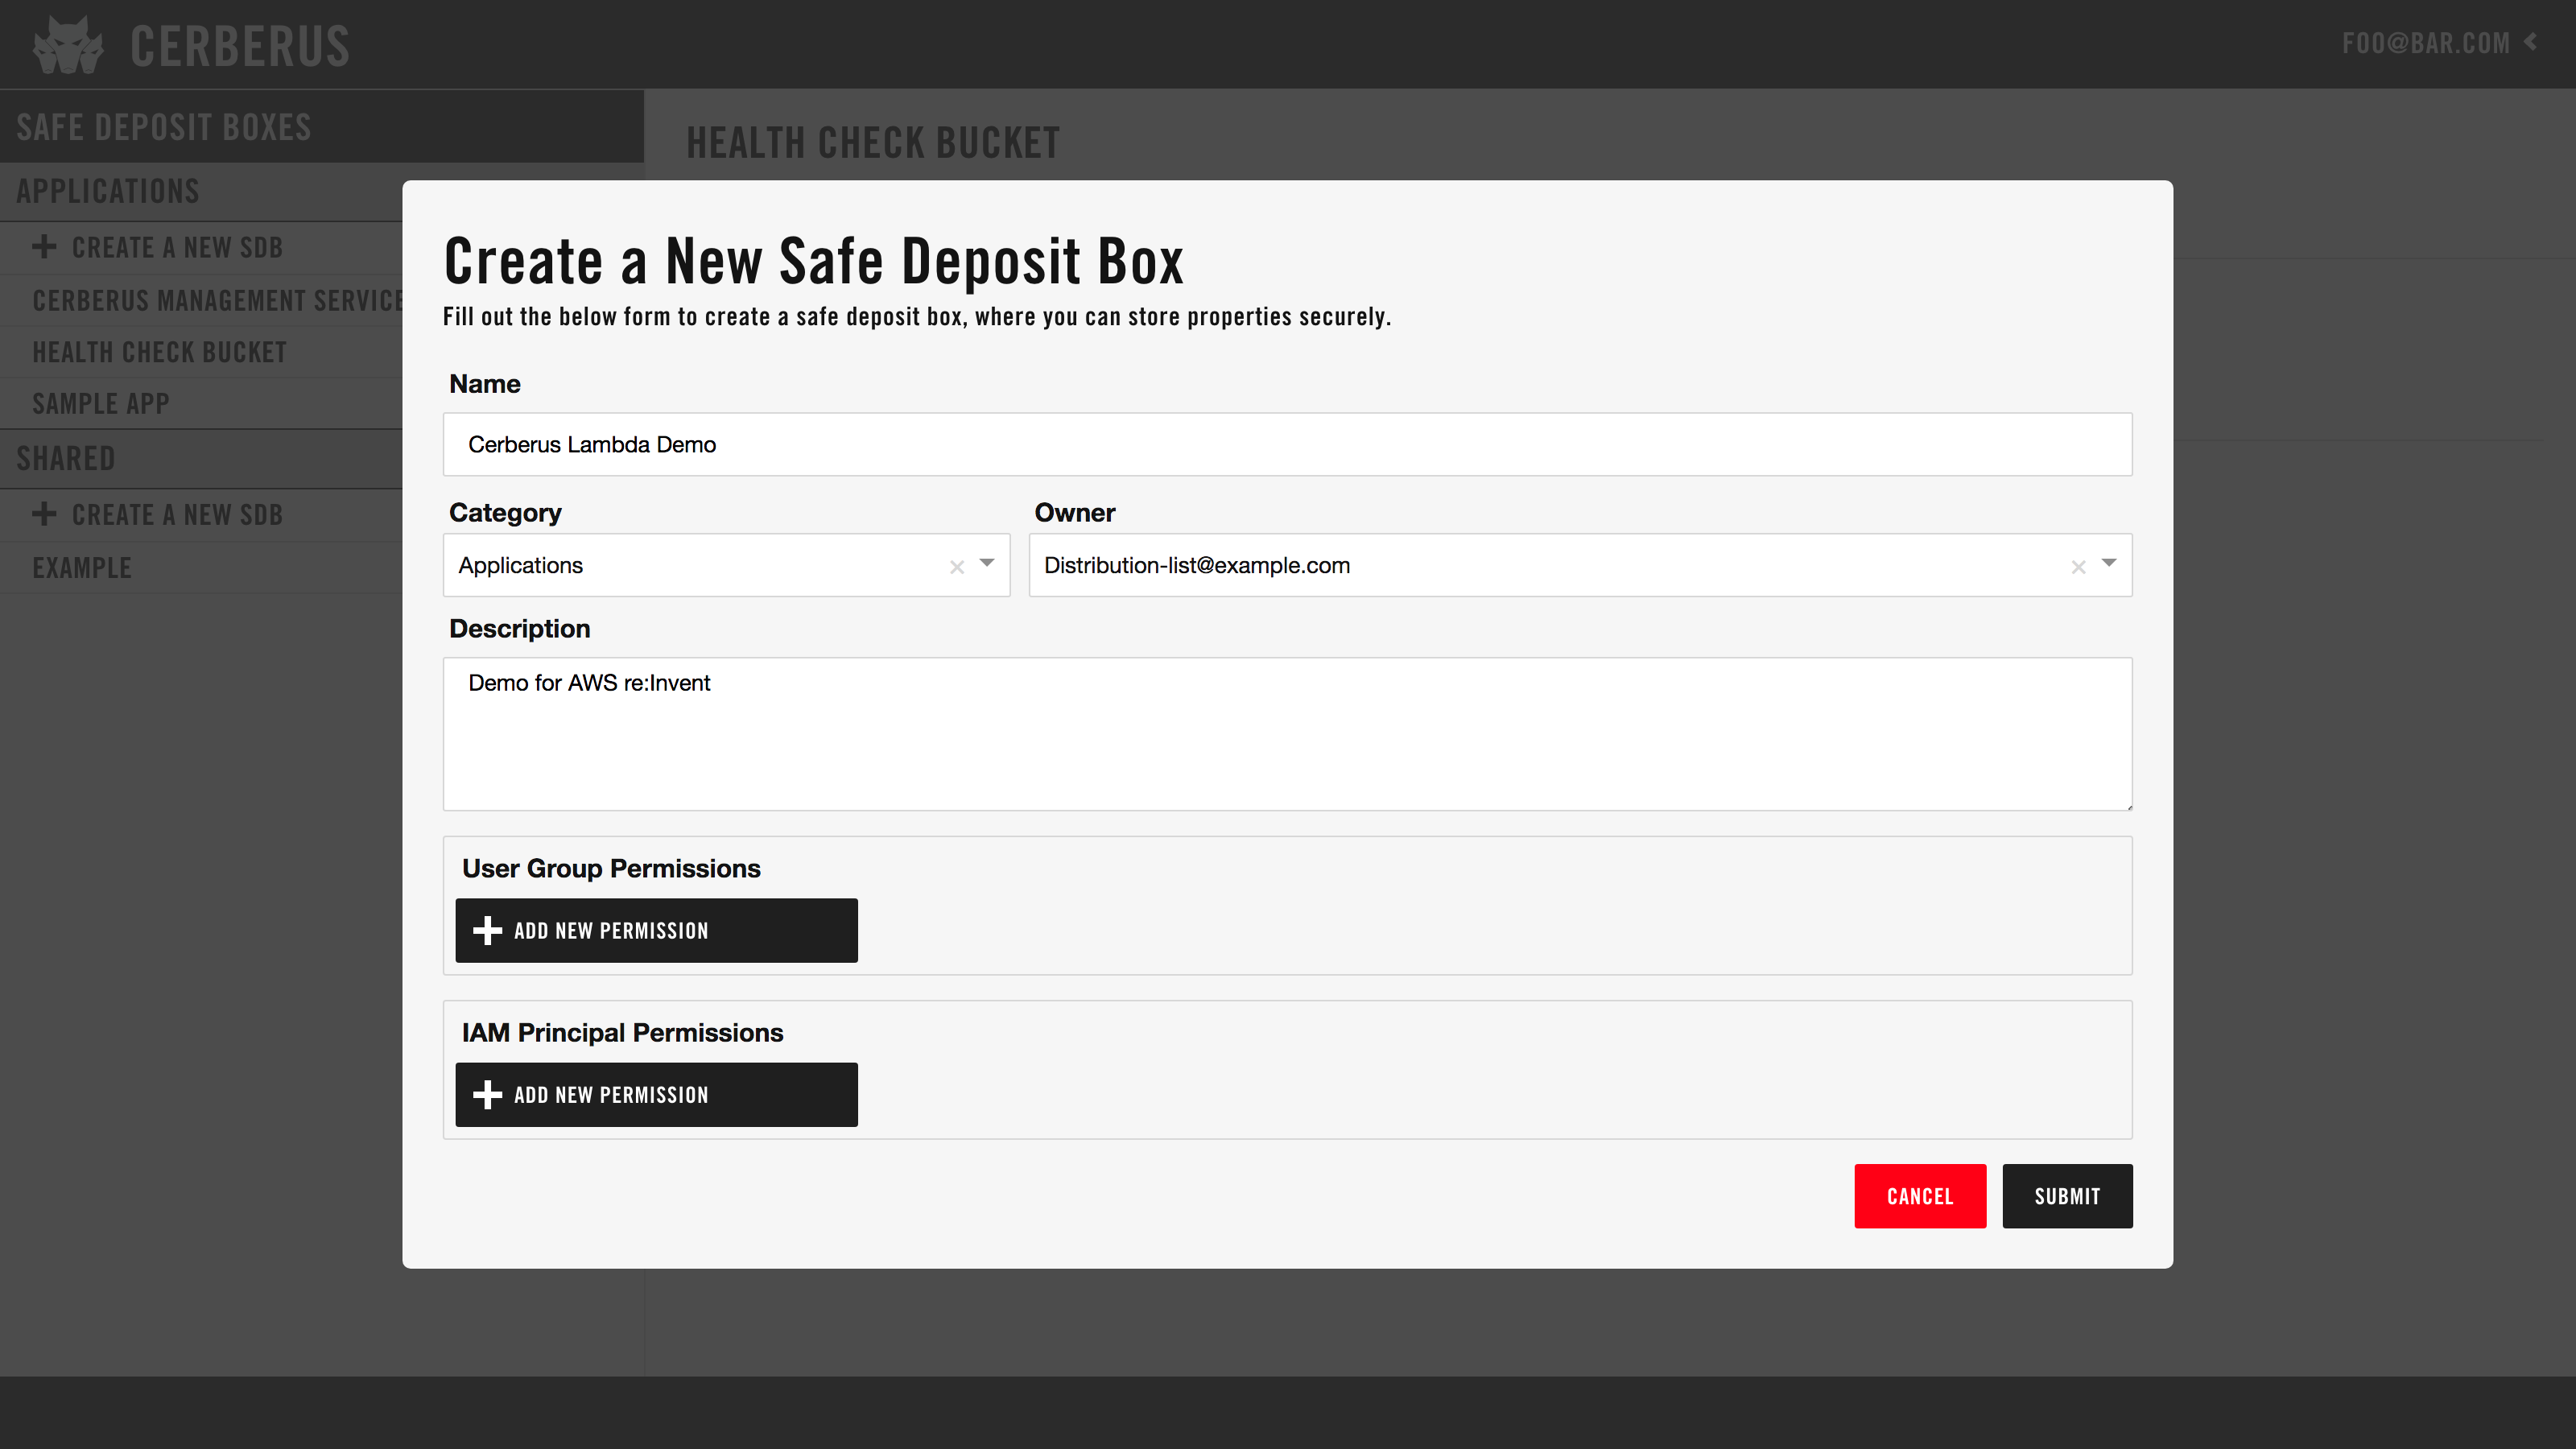 CERBERUS
FOO@BAR.COM
SAFE DEPOSIT BOXES
APPLICATIONS
CREATE A NEW SDB
CERBERUS MANAGEMENT SERVICE
HEALTH CHECK BUCKET
SAMPLE APP
SHARED
CREATE A NEW SDB
EXAMPLE
HEALTH CHECK BUCKET
Create a New Safe Deposit Box
Fill out the below form to create a safe deposit box, where you can store properties securely.
Name
Cerberus Lambda Demo
Category
Owner
Applications
Distribution-list@example.com
Description
Demo for AWS re:Invent
User Group Permissions
ADD NEW PERMISSION
IAM Principal Permissions
ADD NEW PERMISSION
CANCEL
SUBMIT